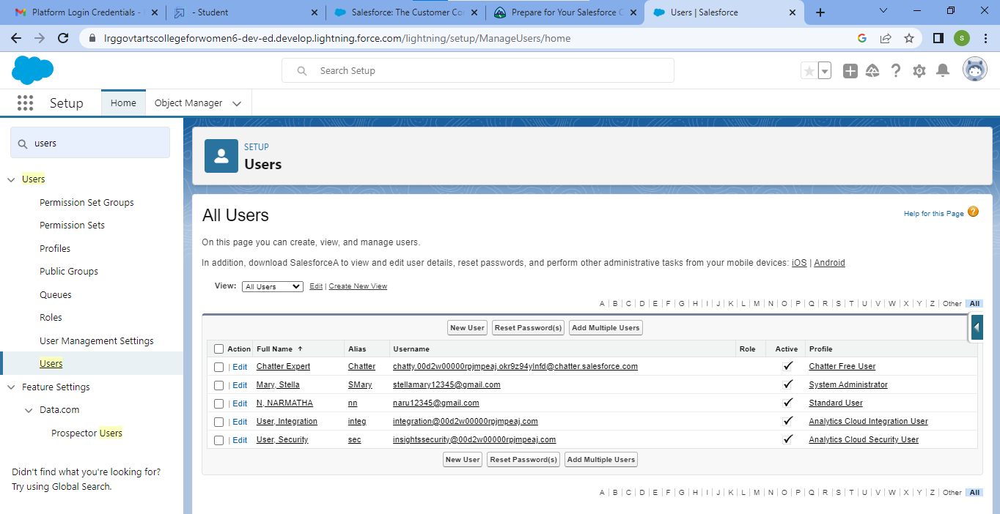 Platform Login Credentials -
- Student
Salesforce: The Customer Co
Prepare for Your Salesforce C
Users | Salesforce
lrggovtartscollegeforwomen6-dev-ed.develop.lightning.force.com/lightning/setup/ManageUsers/home
S
Search Setup
Setup
Home
Object Manager
users
Users
Permission Set Groups
Permission Sets
Profiles
Public Groups
Queues
Roles
User Management Settings
Users
Feature Settings
Data.com
Prospector Users
Didn't find what you're looking for?
Try using Global Search.
SETUP
Users
All Users
Help for this Page ?
On this page you can create, view, and manage users.
In addition, download SalesforceA to view and edit user details, reset passwords, and perform other administrative tasks from your mobile devices: iOS | Android
View: All Users Edit | Create New View
A B C D E F G H I J K L M N O P Q R S T U V W X Y Z Other All
New User Reset Password(s) Add Multiple Users
Action Full Name ↑ Alias Username Role Active Profile
| Edit Chatter Expert Chatter chatty.00d2w00000rpjmpeaj.okr9z94ylnfd@chatter.salesforce.com ✓ Chatter Free User
| Edit Mary, Stella SMary stellamary12345@gmail.com ✓ System Administrator
| Edit N, NARMATHA nn naru12345@gmail.com ✓ Standard User
| Edit User, Integration integ integration@00d2w00000rpjmpeaj.com ✓ Analytics Cloud Integration User
| Edit User, Security sec insightssecurity@00d2w00000rpjmpeaj.com ✓ Analytics Cloud Security User
New User Reset Password(s) Add Multiple Users
A B C D E F G H I J K L M N O P Q R S T U V W X Y Z Other All